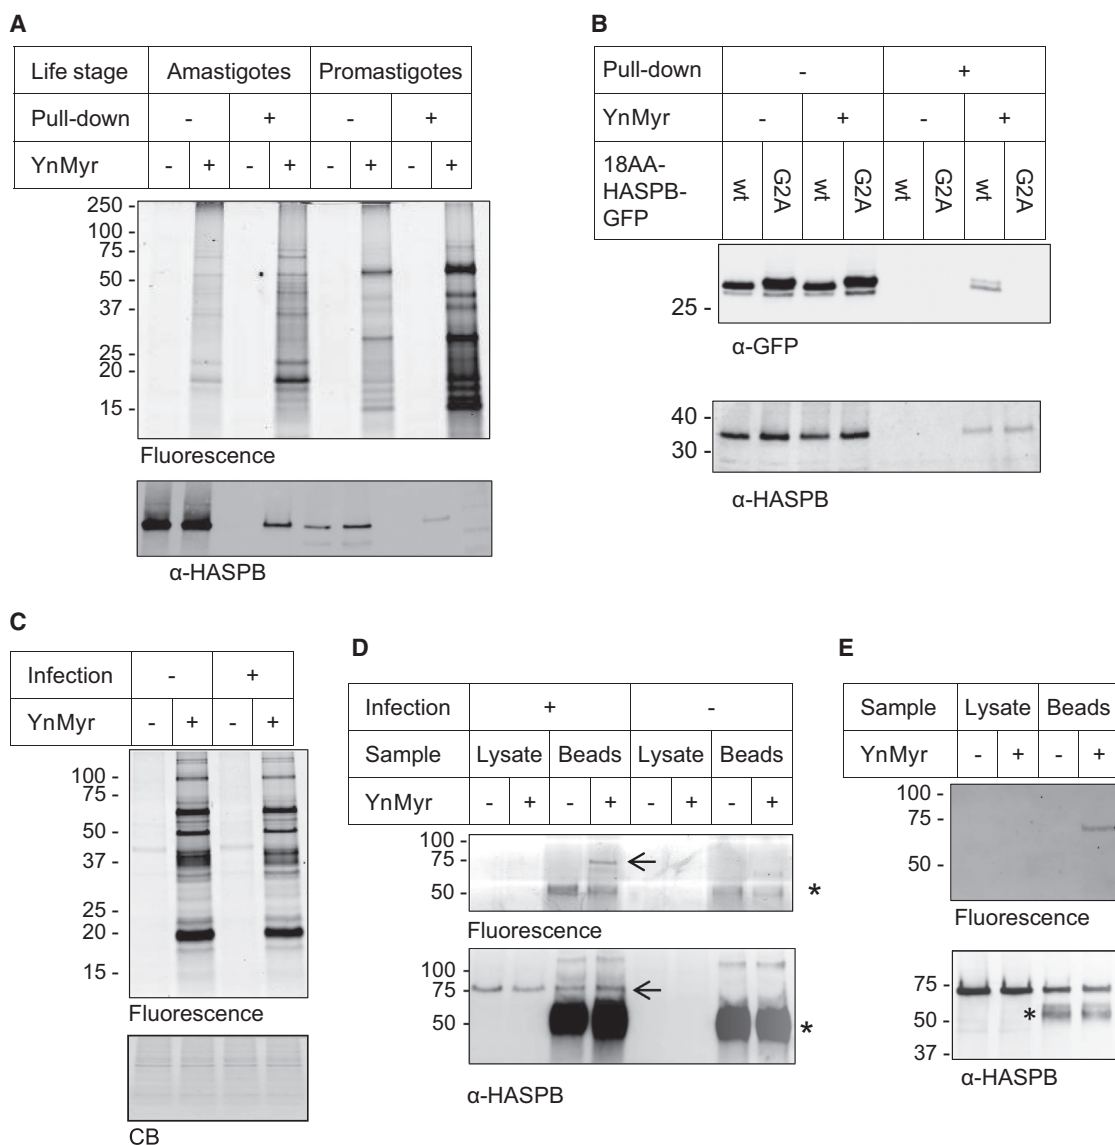 A
Life stage Amastigotes Promastigotes
Pull-down - + - +
YnMyr - + - + - + - +
250 -
100 -
75 -
50 -
37 -
25 -
20 -
15 -
Fluorescence
α-HASPB
B
Pull-down - +
YnMyr - + - +
18AA-
HASPB-
GFP
wt G2A wt G2A wt G2A wt G2A
25 -
α-GFP
40 -
30 -
α-HASPB
C
Infection - +
YnMyr - + - +
100 -
75 -
50 -
37 -
25 -
20 -
15 -
Fluorescence
CB
D
Infection + -
Sample Lysate Beads Lysate Beads
YnMyr - + - + - + - +
100 -
75 -
50 -
*
Fluorescence
100 -
75 -
50 -
*
α-HASPB
E
Sample Lysate Beads
YnMyr - + - +
100 -
75 -
50 -
Fluorescence
75 -
50 -
*
37 -
α-HASPB